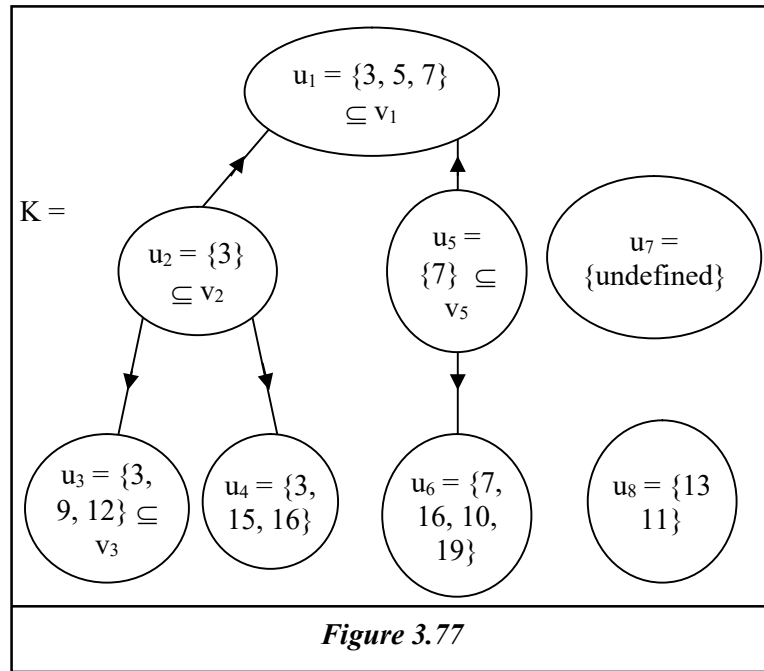 u₁ = {3, 5, 7}
⊆ v₁
K =
u₂ = {3}
⊆ v₂
u₅ =
{7} ⊆
v₅
u₇ =
{undefined}
u₃ = {3,
9, 12} ⊆
v₃
u₄ = {3,
15, 16}
u₆ = {7,
16, 10,
19}
u₈ = {13
11}
Figure 3.77